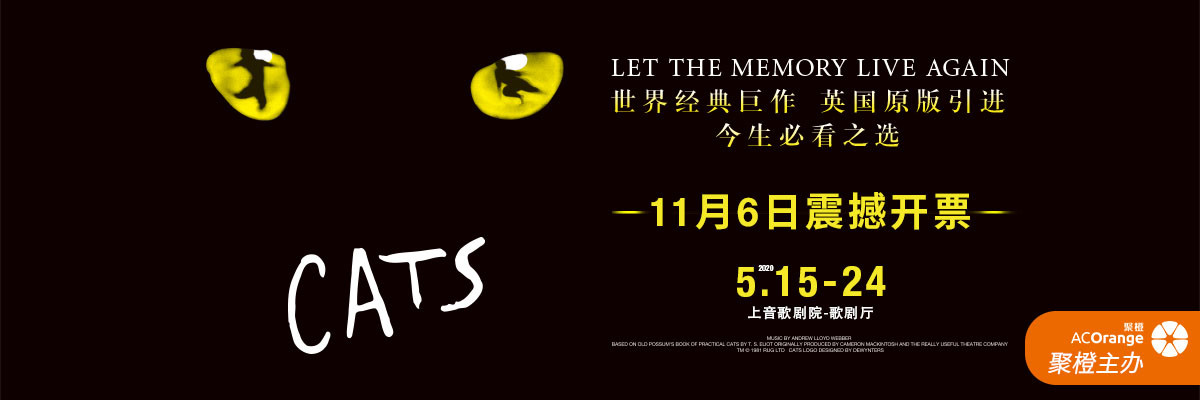 CATS
LET THE MEMORY LIVE AGAIN
世界经典巨作 英国原版引进
今生必看之选
11月6日震撼开票
2020
5.15-24
上音歌剧院-歌剧厅
MUSIC BY ANDREW LLOYD WEBBER
BASED ON OLD POSSUM'S BOOK OF PRACTICAL CATS BY T. S. ELIOT ORIGINALLY PRODUCED BY CAMERON MACKINTOSH AND THE REALLY USEFUL THEATRE COMPANY
TM © 1981 RUG LTD CATS LOGO DESIGNED BY DEWYNTERS
聚橙
ACOrange
聚橙主办